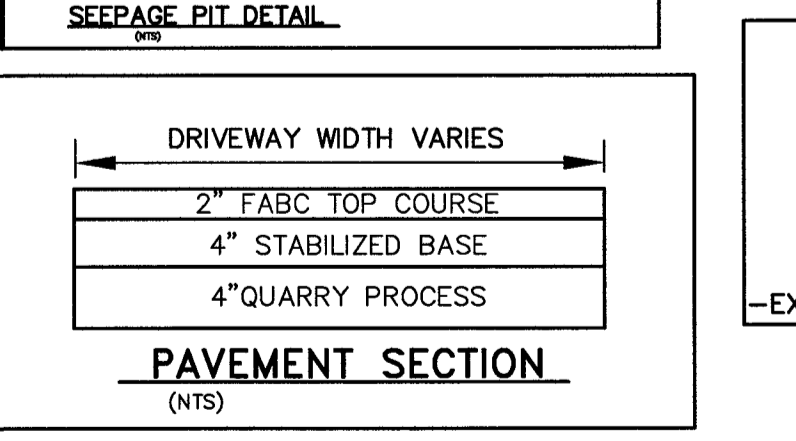 SEEPAGE PIT DETAIL
(NTS)
DRIVEWAY WIDTH VARIES
2" FABC TOP COURSE
4" STABILIZED BASE
4"QUARRY PROCESS
PAVEMENT SECTION
(NTS)
-EX